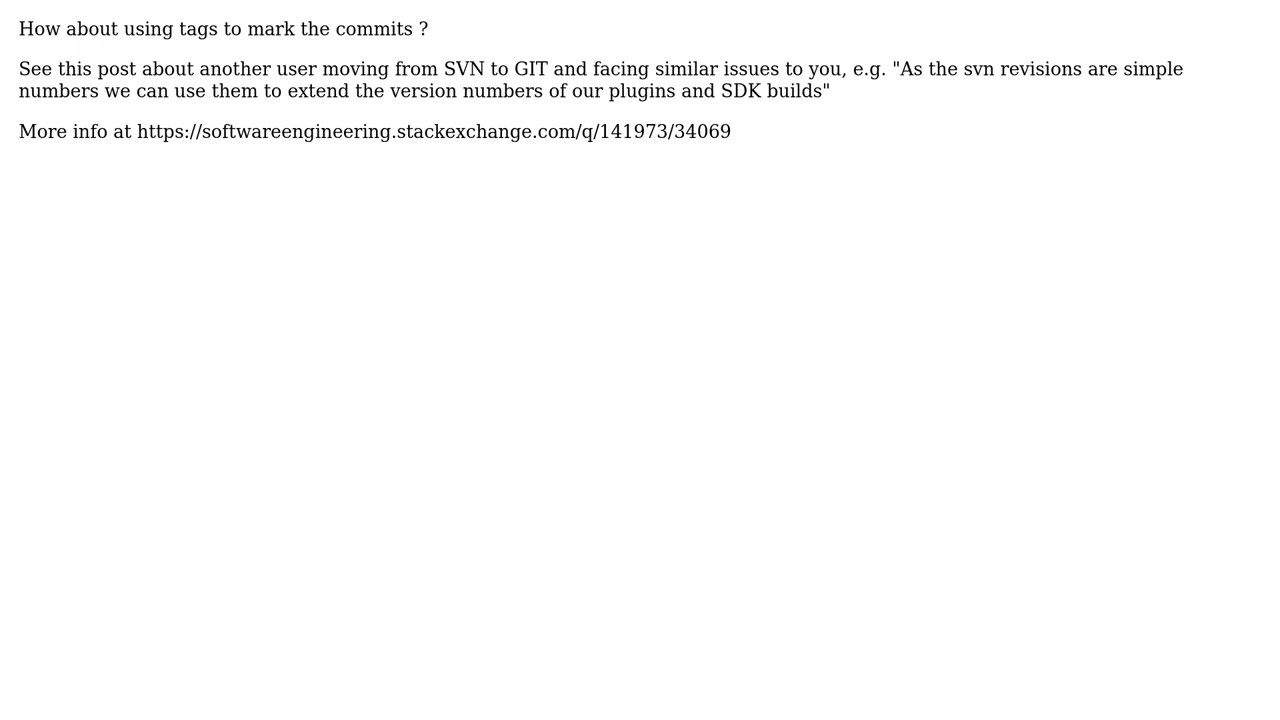 How about using tags to mark the commits ?
See this post about another user moving from SVN to GIT and facing similar issues to you, e.g. "As the svn revisions are simple
numbers we can use them to extend the version numbers of our plugins and SDK builds"
More info at https://softwareengineering.stackexchange.com/q/141973/34069